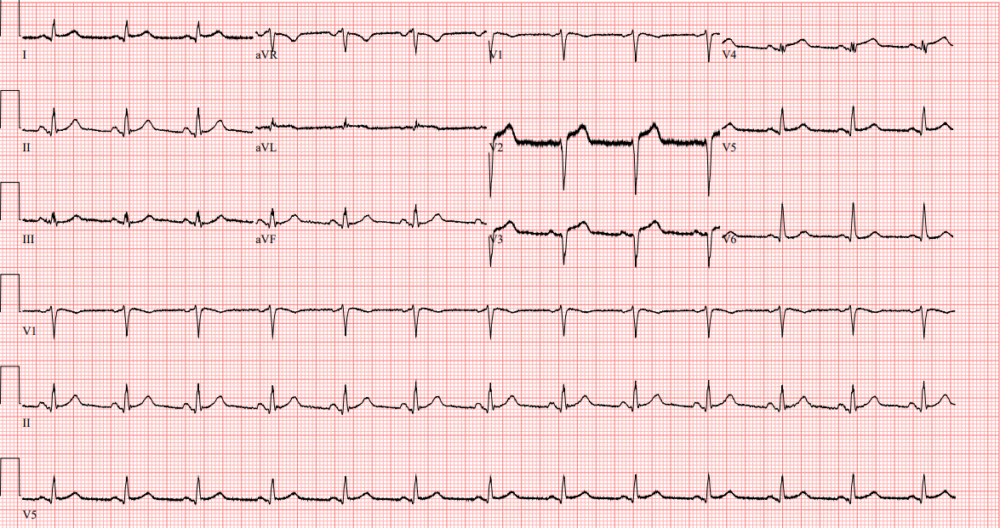 I aVR V1 V4
II aVL V2 V5
III aVF V3 V6
V1
II
V5